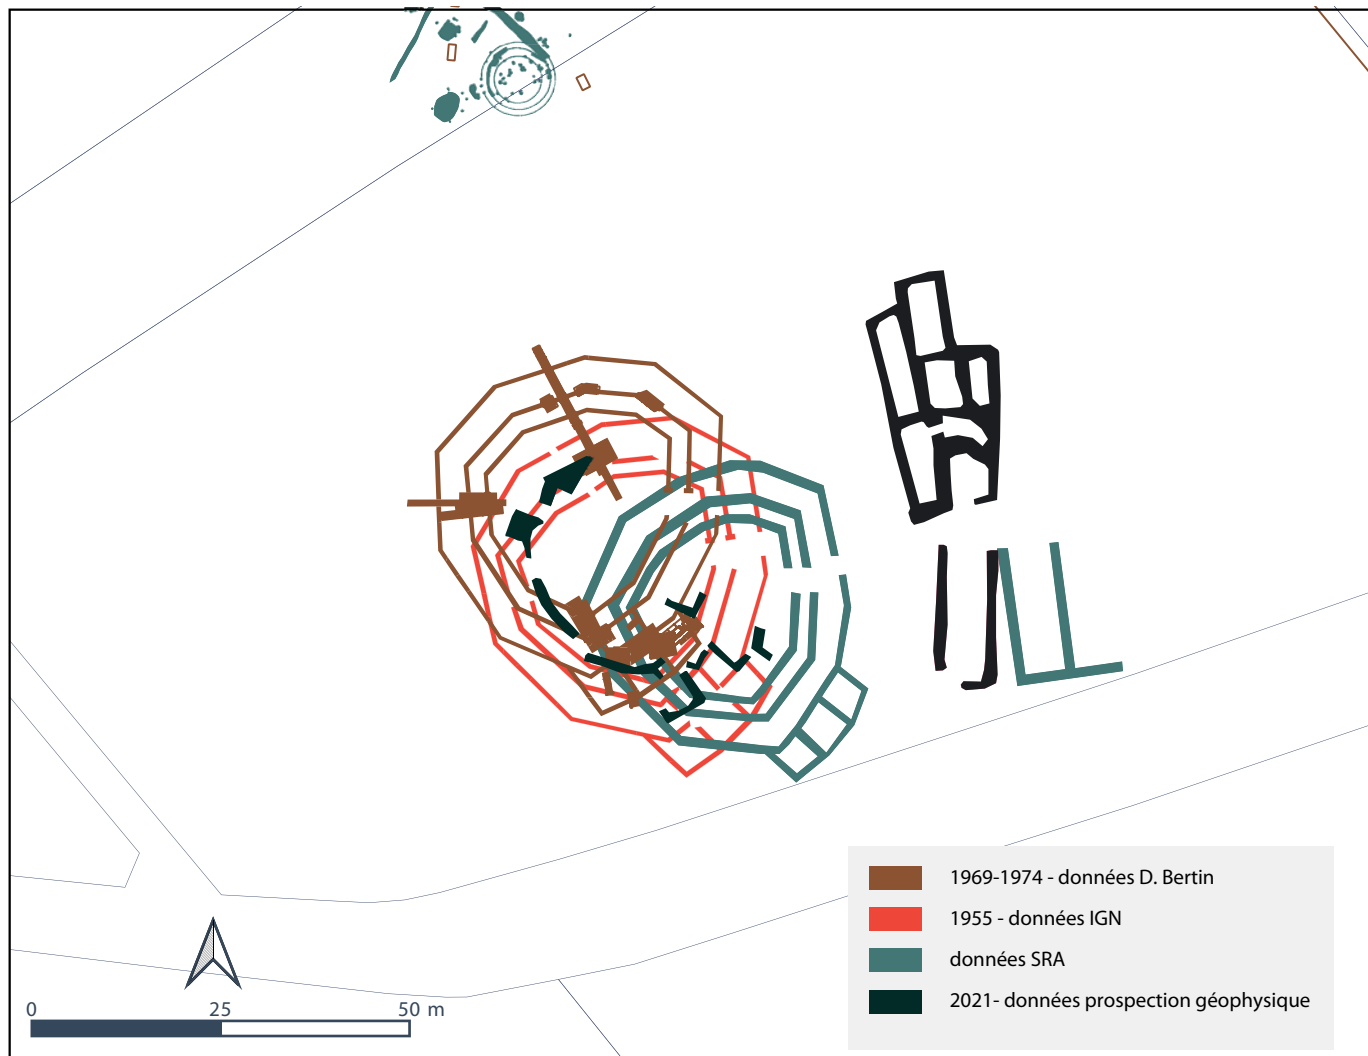 1969-1974 - données D. Bertin
1955 - données IGN
données SRA
2021- données prospection géophysique
0 25 50 m